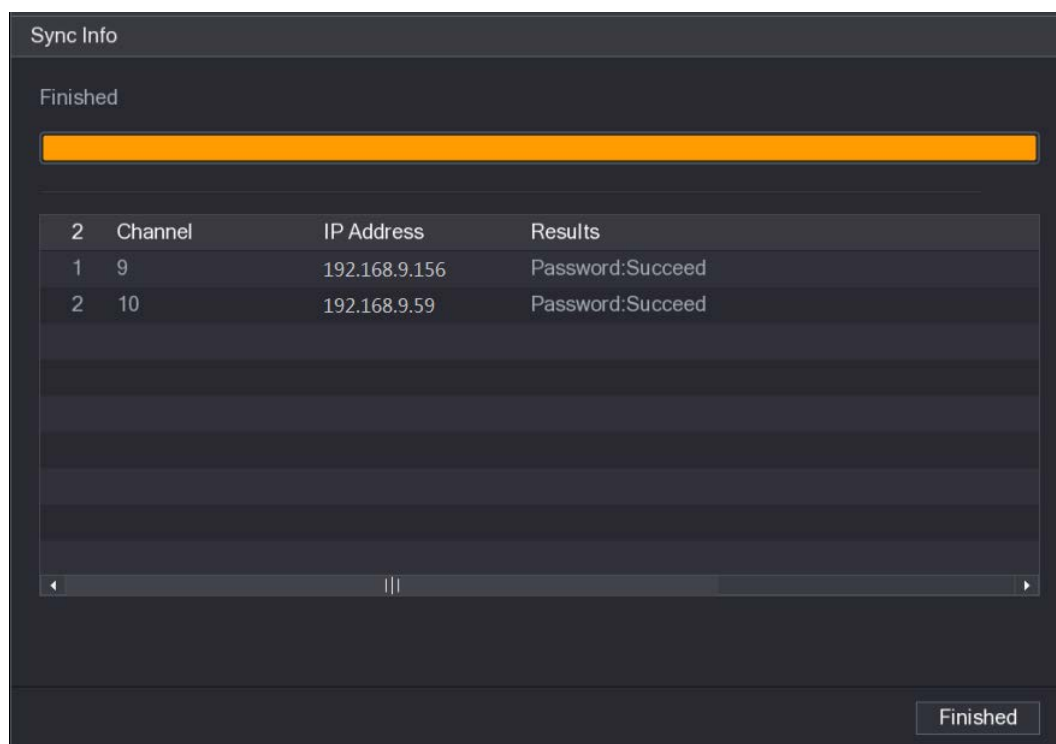 Sync Info
Finished
2 Channel IP Address Results
1 9 192.168.9.156 Password:Succeed
2 10 192.168.9.59 Password:Succeed
Finished